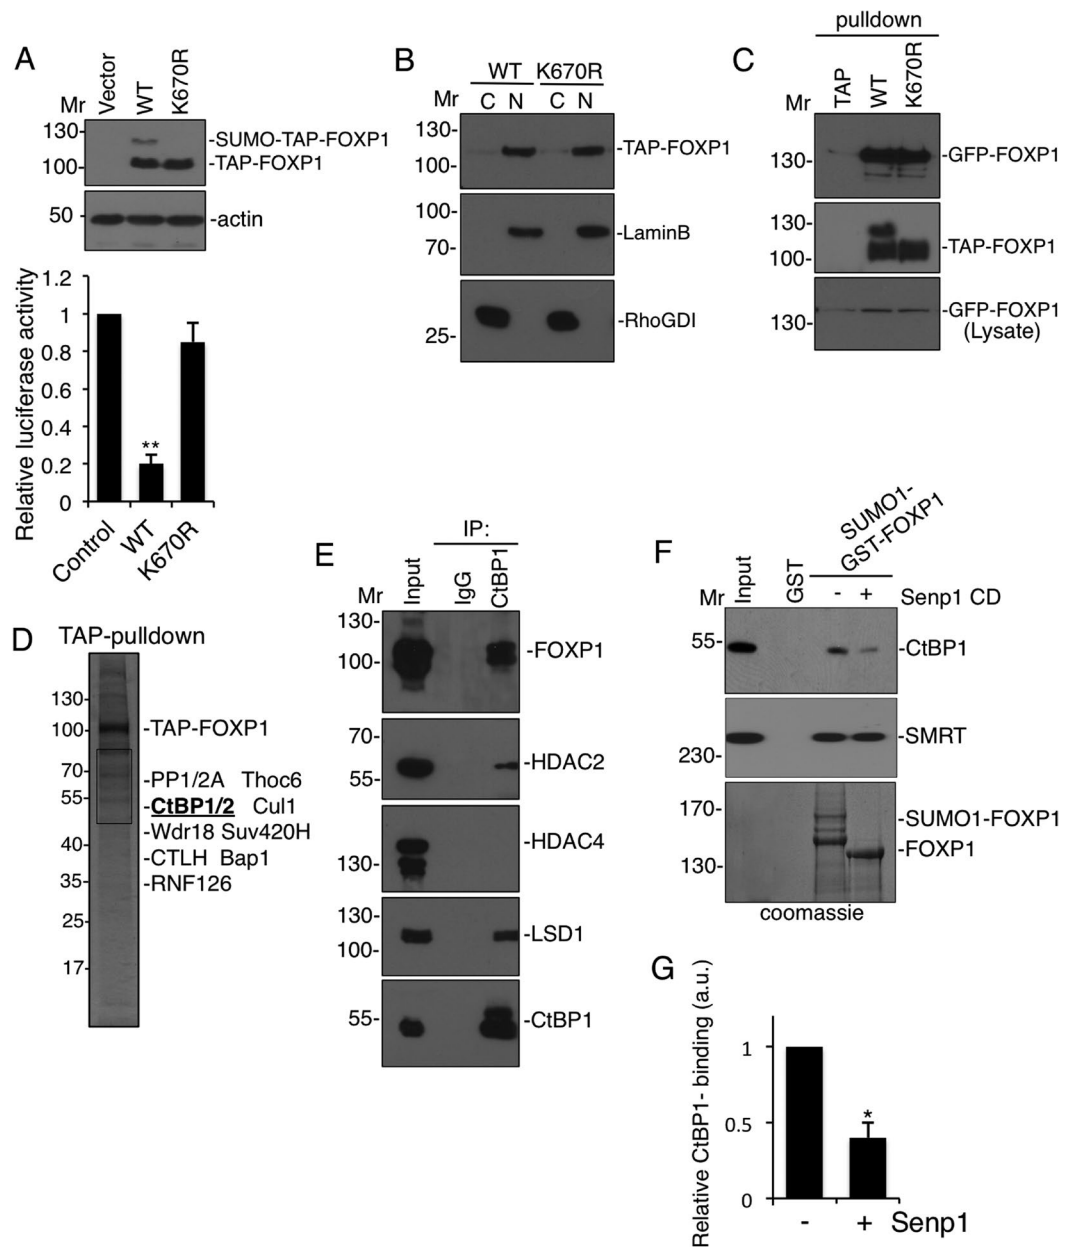 A
Mr
Vector
WT
K670R
130-
-SUMO-TAP-FOXP1
100-
-TAP-FOXP1
50
-actin
Relative luciferase activity
1.2
1
0.8
0.6
0.4
0.2
0
**
Control
WT
K670R
B
WT K670R
Mr
C N C N
130-
-TAP-FOXP1
100-
100-
-LaminB
70-
-RhoGDI
25-
C
pulldown
Mr
TAP
WT
K670R
130-
-GFP-FOXP1
130-
-TAP-FOXP1
100-
-GFP-FOXP1
(Lysate)
130-
D
TAP-pulldown
130-
100-
-TAP-FOXP1
70-
-PP1/2A Thoc6
55-
-CtBP1/2 Cul1
-Wdr18 Suv420H
40-
-CTLH Bap1
35-
-RNF126
25-
17-
E
IP:
Mr
Input
IgG
CtBP1
130-
-FOXP1
100-
70-
-HDAC2
55-
-HDAC4
130-
130-
-LSD1
100-
55-
-CtBP1
F
SUMO1-
GST-FOXP1
Mr
Input
GST
- + Senp1 CD
55-
-CtBP1
-SMRT
230-
170-
-SUMO1-FOXP1
-FOXP1
130-
coomassie
G
Relative CtBP1- binding (a.u.)
1
0.5
0
*
- + Senp1